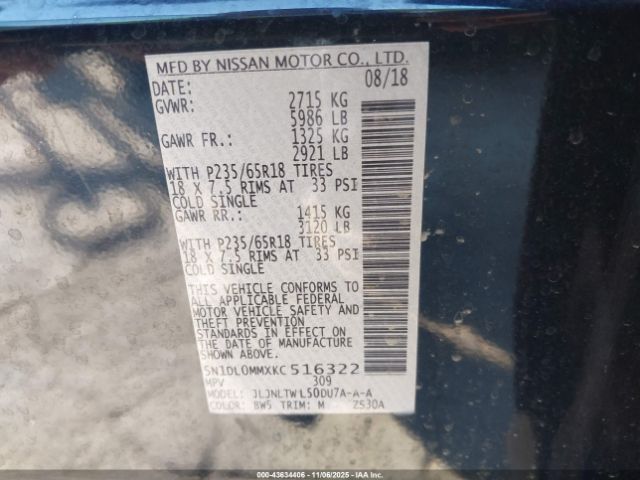 MFD BY NISSAN MOTOR CO., LTD.
DATE: 08/18
GVWR: 2715 KG
5986 LB
GAWR FR.: 1325 KG
2921 LB
WITH P235/65R18 TIRES
18 X 7.5 RIMS AT 33 PSI
COLD SINGLE
GAWR RR.: 1415 KG
3120 LB
WITH P235/65R18 TIRES
18 X 7.5 RIMS AT 33 PSI
COLD SINGLE
THIS VEHICLE CONFORMS TO
ALL APPLICABLE FEDERAL
MOTOR VEHICLE SAFETY AND
THEFT PREVENTION
STANDARDS IN EFFECT ON
THE DATE OF MANUFACTURE
SHOWN ABOVE.
5N1DL0MMXKC516322
MPV 309
MODEL: JLJNLTWL50DU7A-A-A
COLOR: BW5 TRIM: M ZS30A
000-43634406 - 11/06/2025 - IAAI.COM